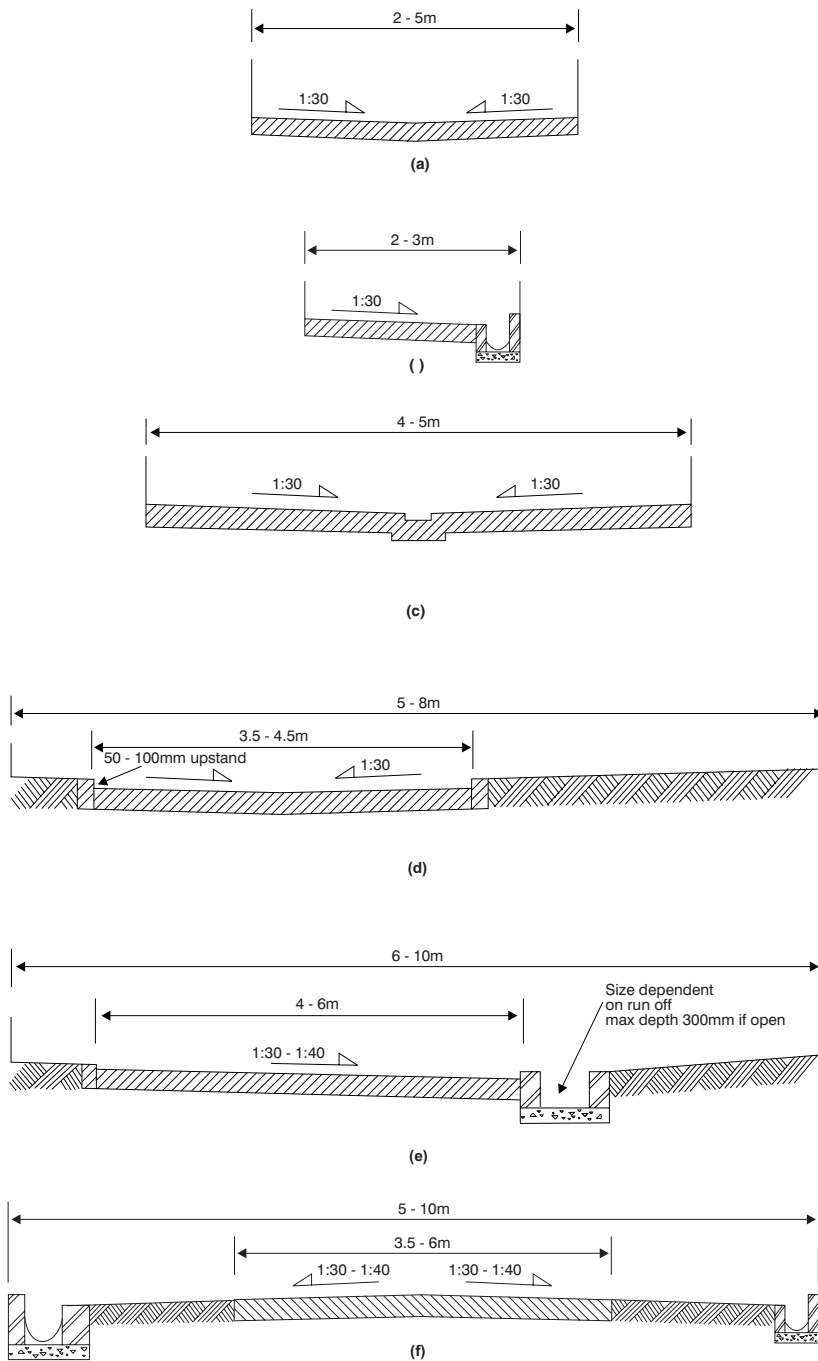 2 - 5m
1:30 1:30
(a)
2 - 3m
1:30
( )
4 - 5m
1:30 1:30
(c)
5 - 8m
3.5 - 4.5m
50 - 100mm upstand
1:30
(d)
6 - 10m
4 - 6m
Size dependent
on run off
max depth 300mm if open
1:30 - 1:40
(e)
5 - 10m
3.5 - 6m
1:30 - 1:40 1:30 - 1:40
(f)